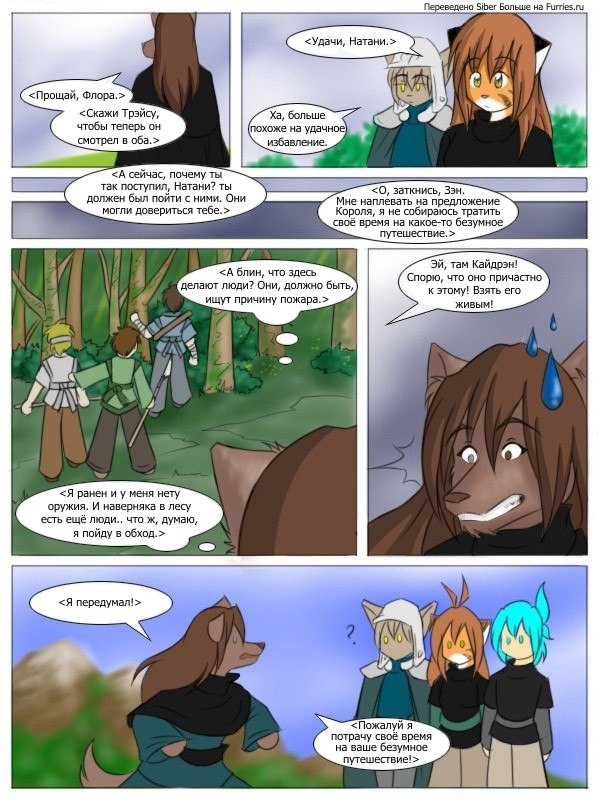 Переведено Siber Больше на Furries.ru
<Прощай, Флора.>
<Скажи Трэйсу,
чтобы теперь он
смотрел в оба.>
<Удачи, Натани.>
Ха, больше
похоже на удачное
избавление.
<А сейчас, почему ты
так поступил, Натани? ты
должен был пойти с ними. Они
могли довериться тебе.>
<О, заткнись, Зэн.
Мне наплевать на предложение
Короля, я не собираюсь тратить
своё время на какое-то безумное
путешествие.>
<А блин, что здесь
делают люди? Они, должно быть,
ищут причину пожара.>
<Я ранен и у меня нету
оружия. И наверняка в лесу
есть ещё люди.. что ж, думаю,
я пойду в обход.>
Эй, там Кайдрэн!
Спорю, что оно причастно
к этому! Взять его
живым!
<Я передумал!>
?
<Пожалуй я
потрачу своё время
на ваше безумное
путешествие!>